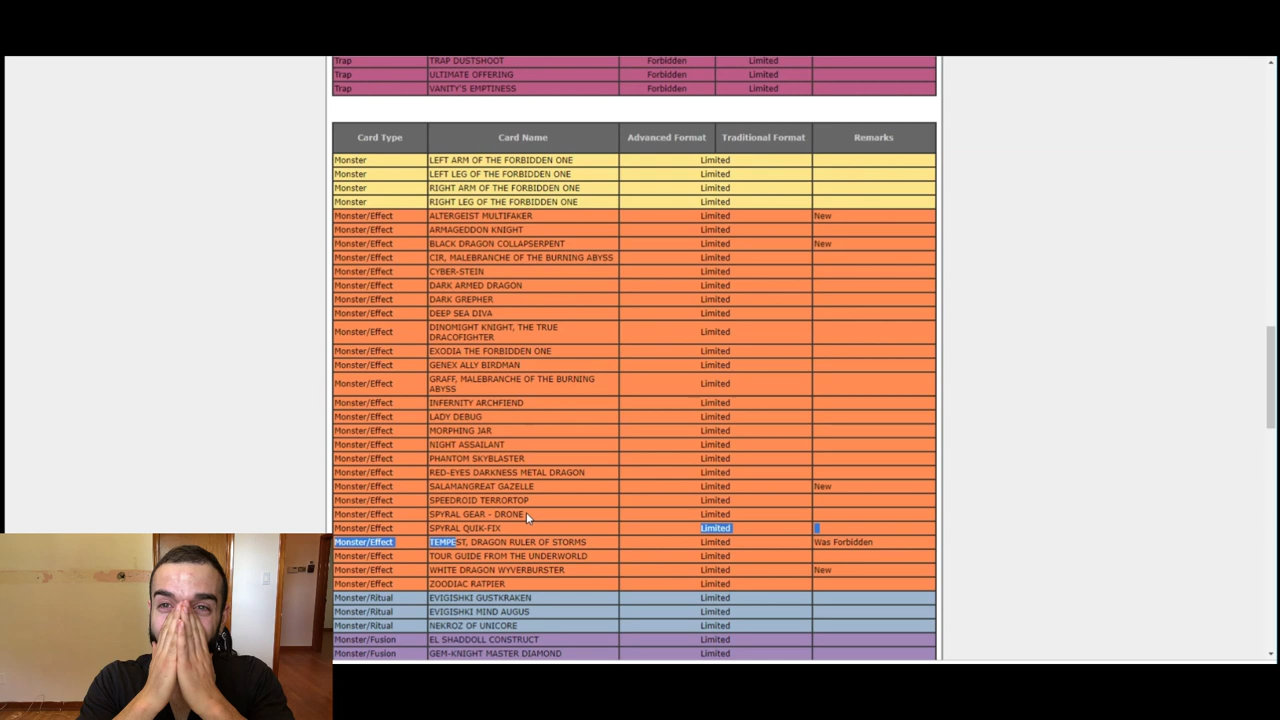 Trap TRAP DUSTSHOOT Forbidden Limited
Trap ULTIMATE OFFERING Forbidden Limited
Trap VANITY'S EMPTINESS Forbidden Limited
Card Type Card Name Advanced Format Traditional Format Remarks
Monster LEFT ARM OF THE FORBIDDEN ONE Limited
Monster LEFT LEG OF THE FORBIDDEN ONE Limited
Monster RIGHT ARM OF THE FORBIDDEN ONE Limited
Monster RIGHT LEG OF THE FORBIDDEN ONE Limited
Monster/Effect ALTERGEIST MULTIFAKER Limited New
Monster/Effect ARMAGEDDON KNIGHT Limited
Monster/Effect BLACK DRAGON COLLAPSERPENT Limited New
Monster/Effect CIR, MALEBRANCHE OF THE BURNING ABYSS Limited
Monster/Effect CYBER-STEIN Limited
Monster/Effect DARK ARMED DRAGON Limited
Monster/Effect DARK GREPHER Limited
Monster/Effect DEEP SEA DIVA Limited
Monster/Effect DINOMIGHT KNIGHT, THE TRUE
DRACOFIGHTER Limited
Monster/Effect EXODIA THE FORBIDDEN ONE Limited
Monster/Effect GENEX ALLY BIRDMAN Limited
Monster/Effect GRAFF, MALEBRANCHE OF THE BURNING
ABYSS Limited
Monster/Effect INFERNITY ARCHFIEND Limited
Monster/Effect LADY DEBUG Limited
Monster/Effect MORPHING JAR Limited
Monster/Effect NIGHT ASSAILANT Limited
Monster/Effect PHANTOM SKYBLASTER Limited
Monster/Effect RED-EYES DARKNESS METAL DRAGON Limited
Monster/Effect SALAMANGREAT GAZELLE Limited New
Monster/Effect SPEEDROID TERRORTOP Limited
Monster/Effect SPYRAL GEAR - DRONE Limited
Monster/Effect SPYRAL QUIK-FIX Limited
Monster/Effect TEMPEST, DRAGON RULER OF STORMS Limited Was Forbidden
Monster/Effect TOUR GUIDE FROM THE UNDERWORLD Limited
Monster/Effect WHITE DRAGON WYVERBURSTER Limited New
Monster/Effect ZOODIAC RATPIER Limited
Monster/Ritual EVIGISHKI GUSTKRAKEN Limited
Monster/Ritual EVIGISHKI MIND AUGUS Limited
Monster/Ritual NEKROZ OF UNICORE Limited
Monster/Fusion EL SHADDOLL CONSTRUCT Limited
Monster/Fusion GEM-KNIGHT MASTER DIAMOND Limited